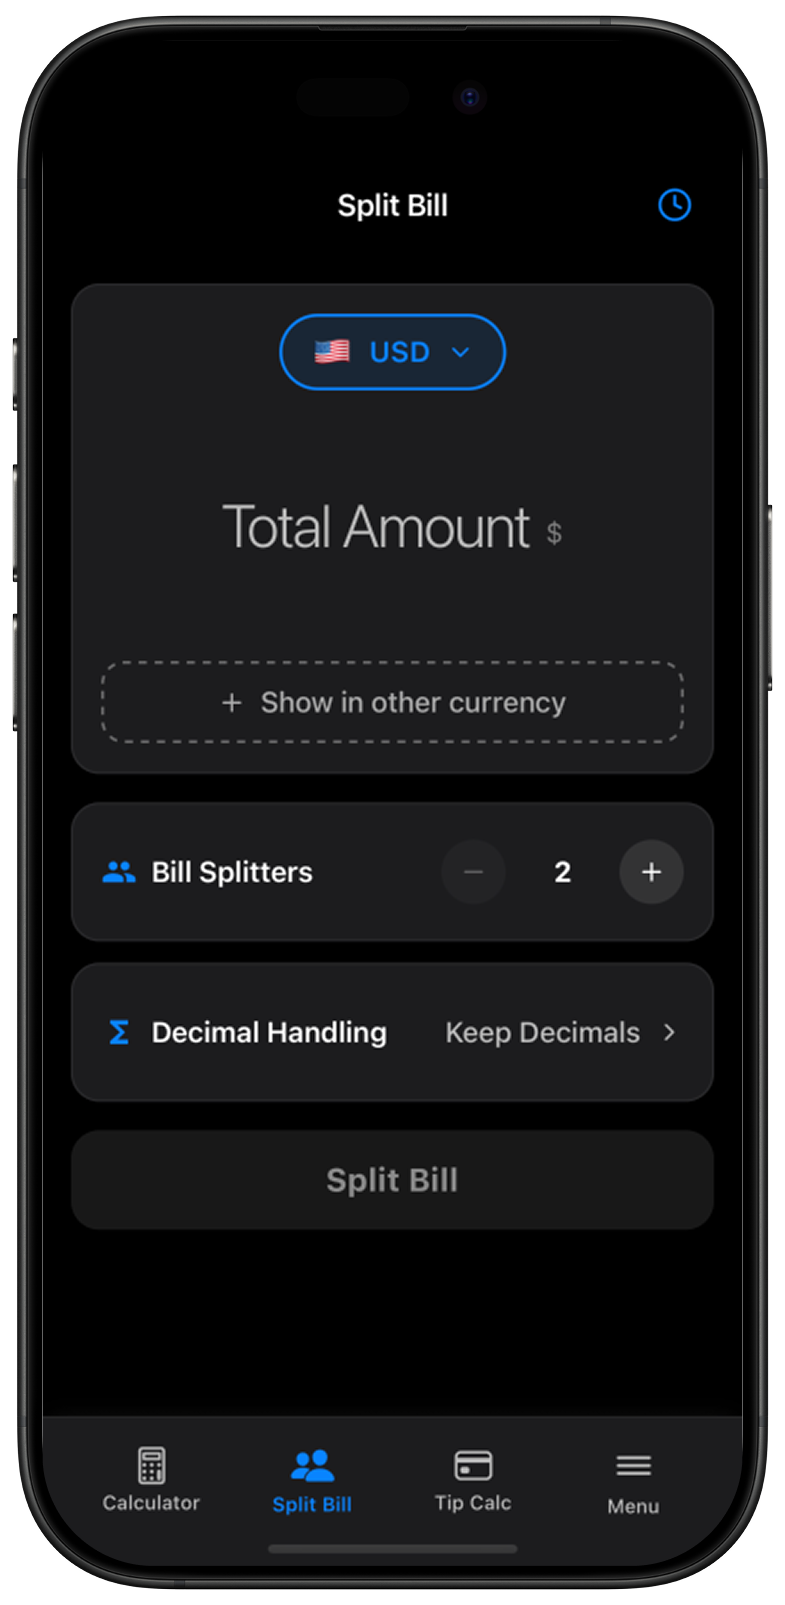 Split Bill
USD
Total Amount $
+ Show in other currency
Bill Splitters − 2 +
Σ Decimal Handling Keep Decimals >
Split Bill
Calculator Split Bill Tip Calc Menu